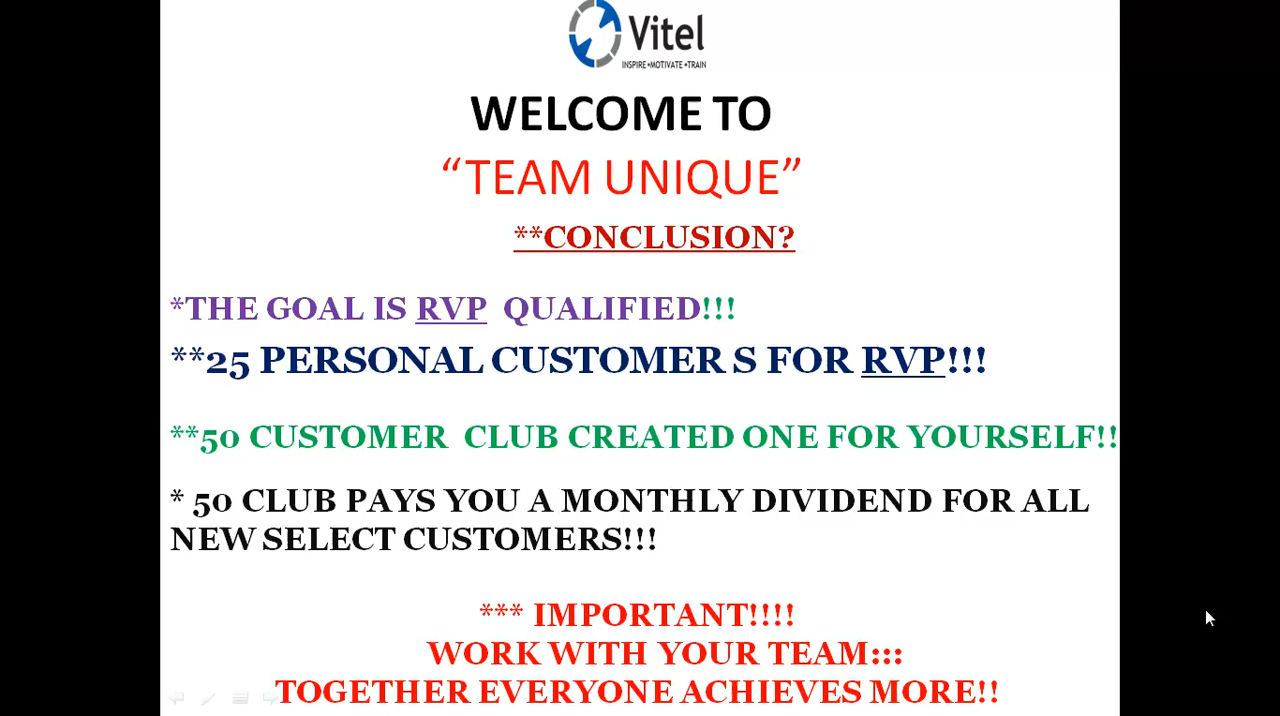 Vitel
INSPIRE •MOTIVATE •TRAIN
WELCOME TO
“TEAM UNIQUE”
**CONCLUSION?
*THE GOAL IS RVP QUALIFIED!!!
**25 PERSONAL CUSTOMER S FOR RVP!!!
**50 CUSTOMER CLUB CREATED ONE FOR YOURSELF!!
* 50 CLUB PAYS YOU A MONTHLY DIVIDEND FOR ALL
NEW SELECT CUSTOMERS!!!
*** IMPORTANT!!!!
WORK WITH YOUR TEAM:::
TOGETHER EVERYONE ACHIEVES MORE!!